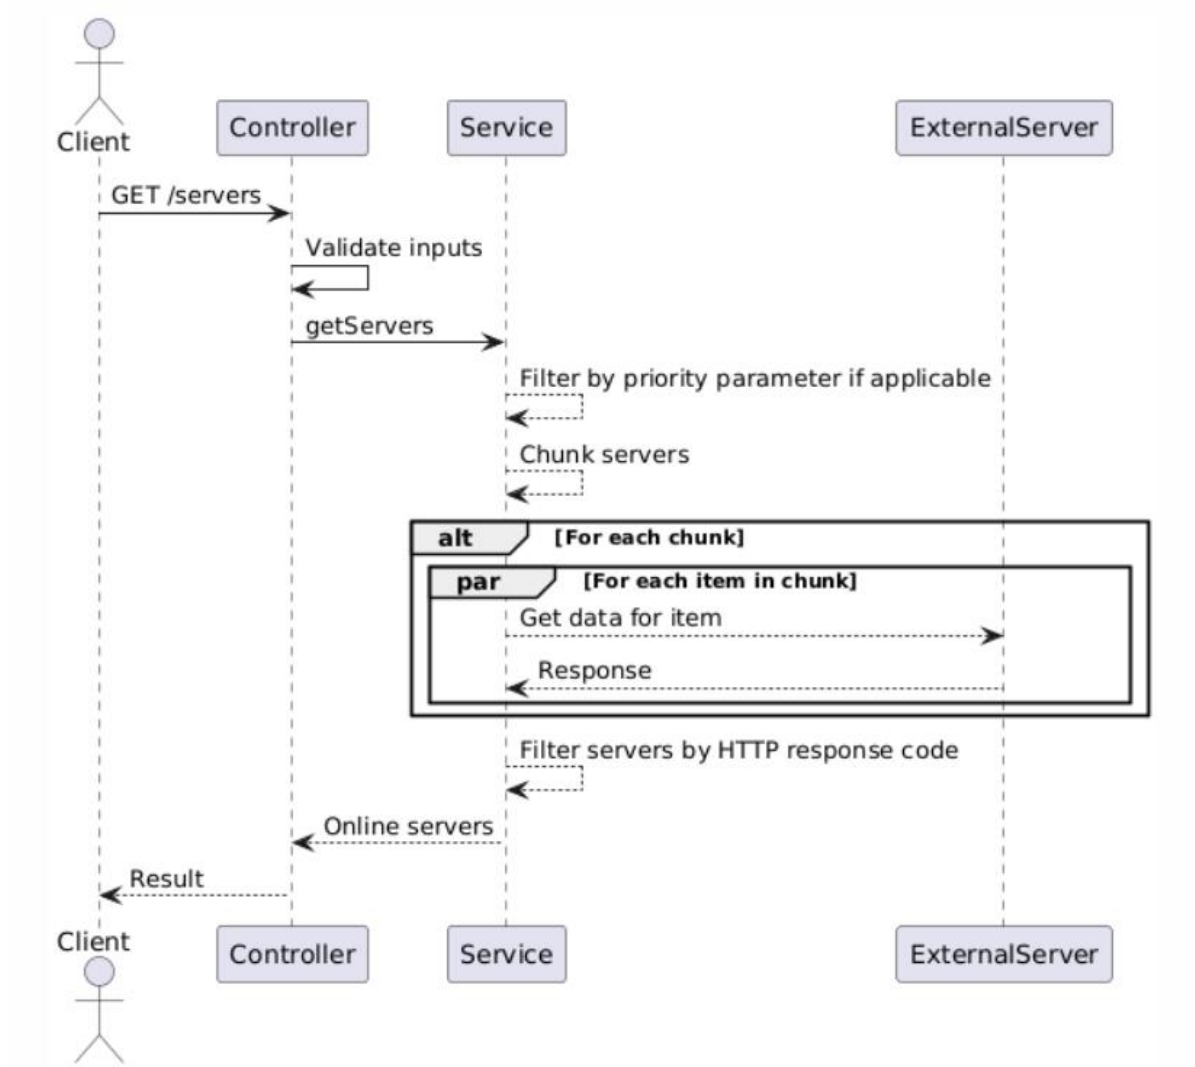 Client
Controller
Service
ExternalServer
GET /servers
Validate inputs
getServers
Filter by priority parameter if applicable
Chunk servers
alt [For each chunk]
par [For each item in chunk]
Get data for item
Response
Filter servers by HTTP response code
Online servers
Result
Client
Controller
Service
ExternalServer